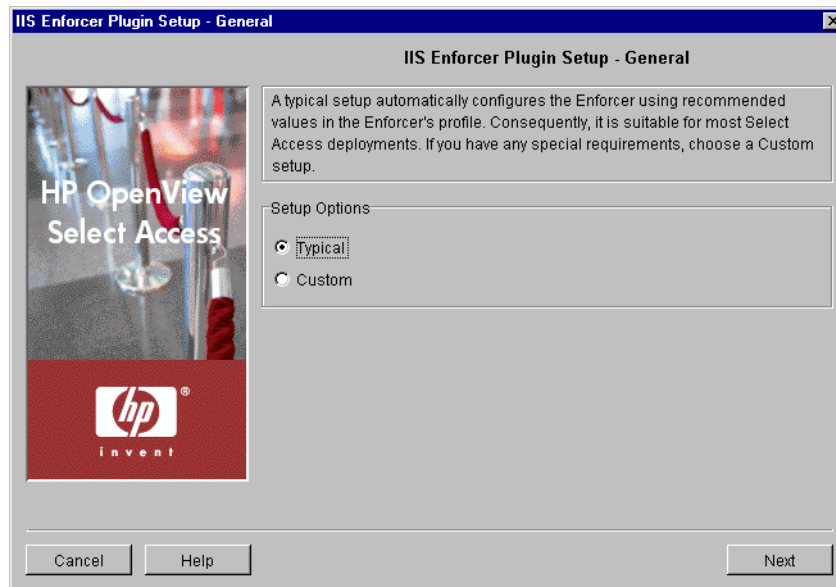 IIS Enforcer Plugin Setup - General
IIS Enforcer Plugin Setup - General
A typical setup automatically configures the Enforcer using recommended
values in the Enforcer's profile. Consequently, it is suitable for most Select
Access deployments. If you have any special requirements, choose a Custom
setup.
HP OpenView
Select Access
hp
®
invent
Setup Options
Typical
Custom
Cancel
Help
Next